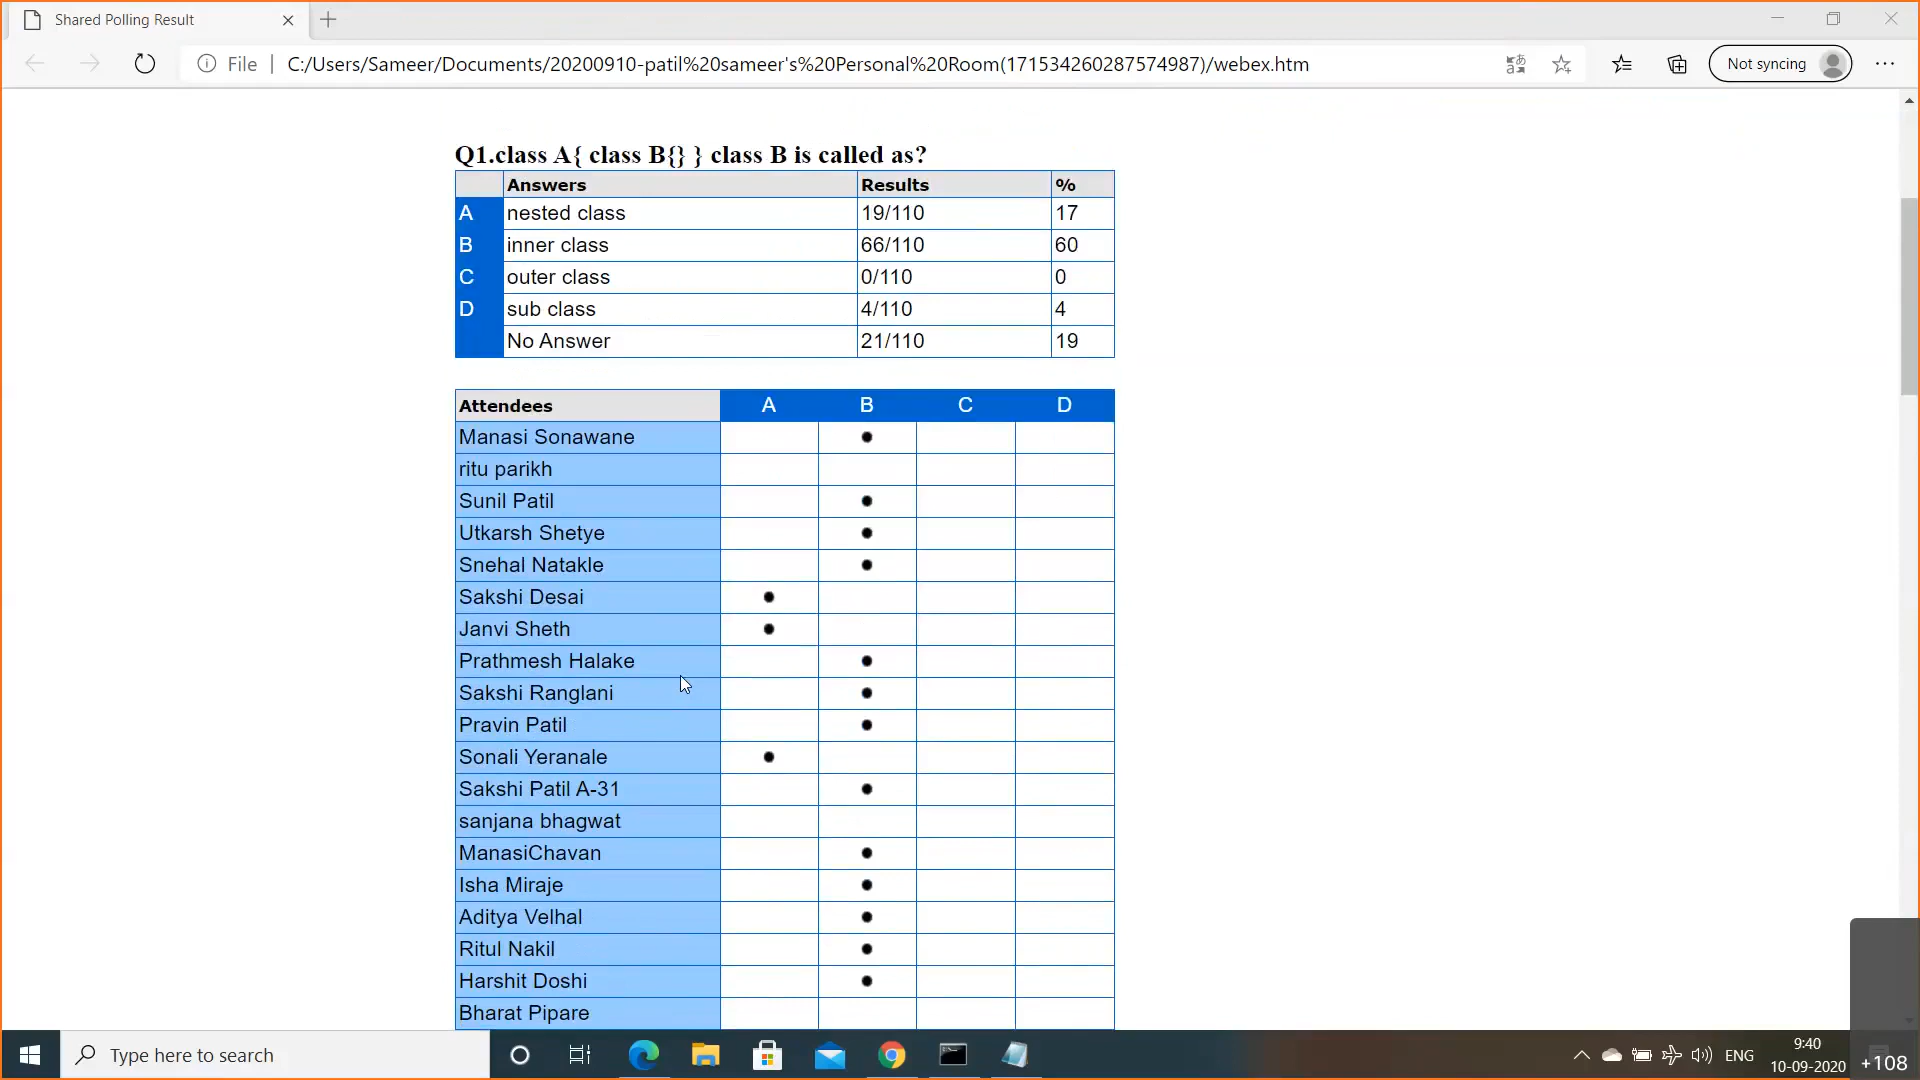 Shared Polling Result
File | C:/Users/Sameer/Documents/20200910-patil%20sameer's%20Personal%20Room(171534260287574987)/webex.htm
Not syncing
Q1.class A{ class B{} } class B is called as?
Answers Results %
A nested class 19/110 17
B inner class 66/110 60
C outer class 0/110 0
D sub class 4/110 4
No Answer 21/110 19
Attendees A B C D
Manasi Sonawane
ritu parikh
Sunil Patil
Utkarsh Shetye
Snehal Natakle
Sakshi Desai
Janvi Sheth
Prathmesh Halake
Sakshi Ranglani
Pravin Patil
Sonali Yeranale
Sakshi Patil A-31
sanjana bhagwat
ManasiChavan
Isha Miraje
Aditya Velhal
Ritul Nakil
Harshit Doshi
Bharat Pipare
Type here to search
ENG
9:40
10-09-2020
+108